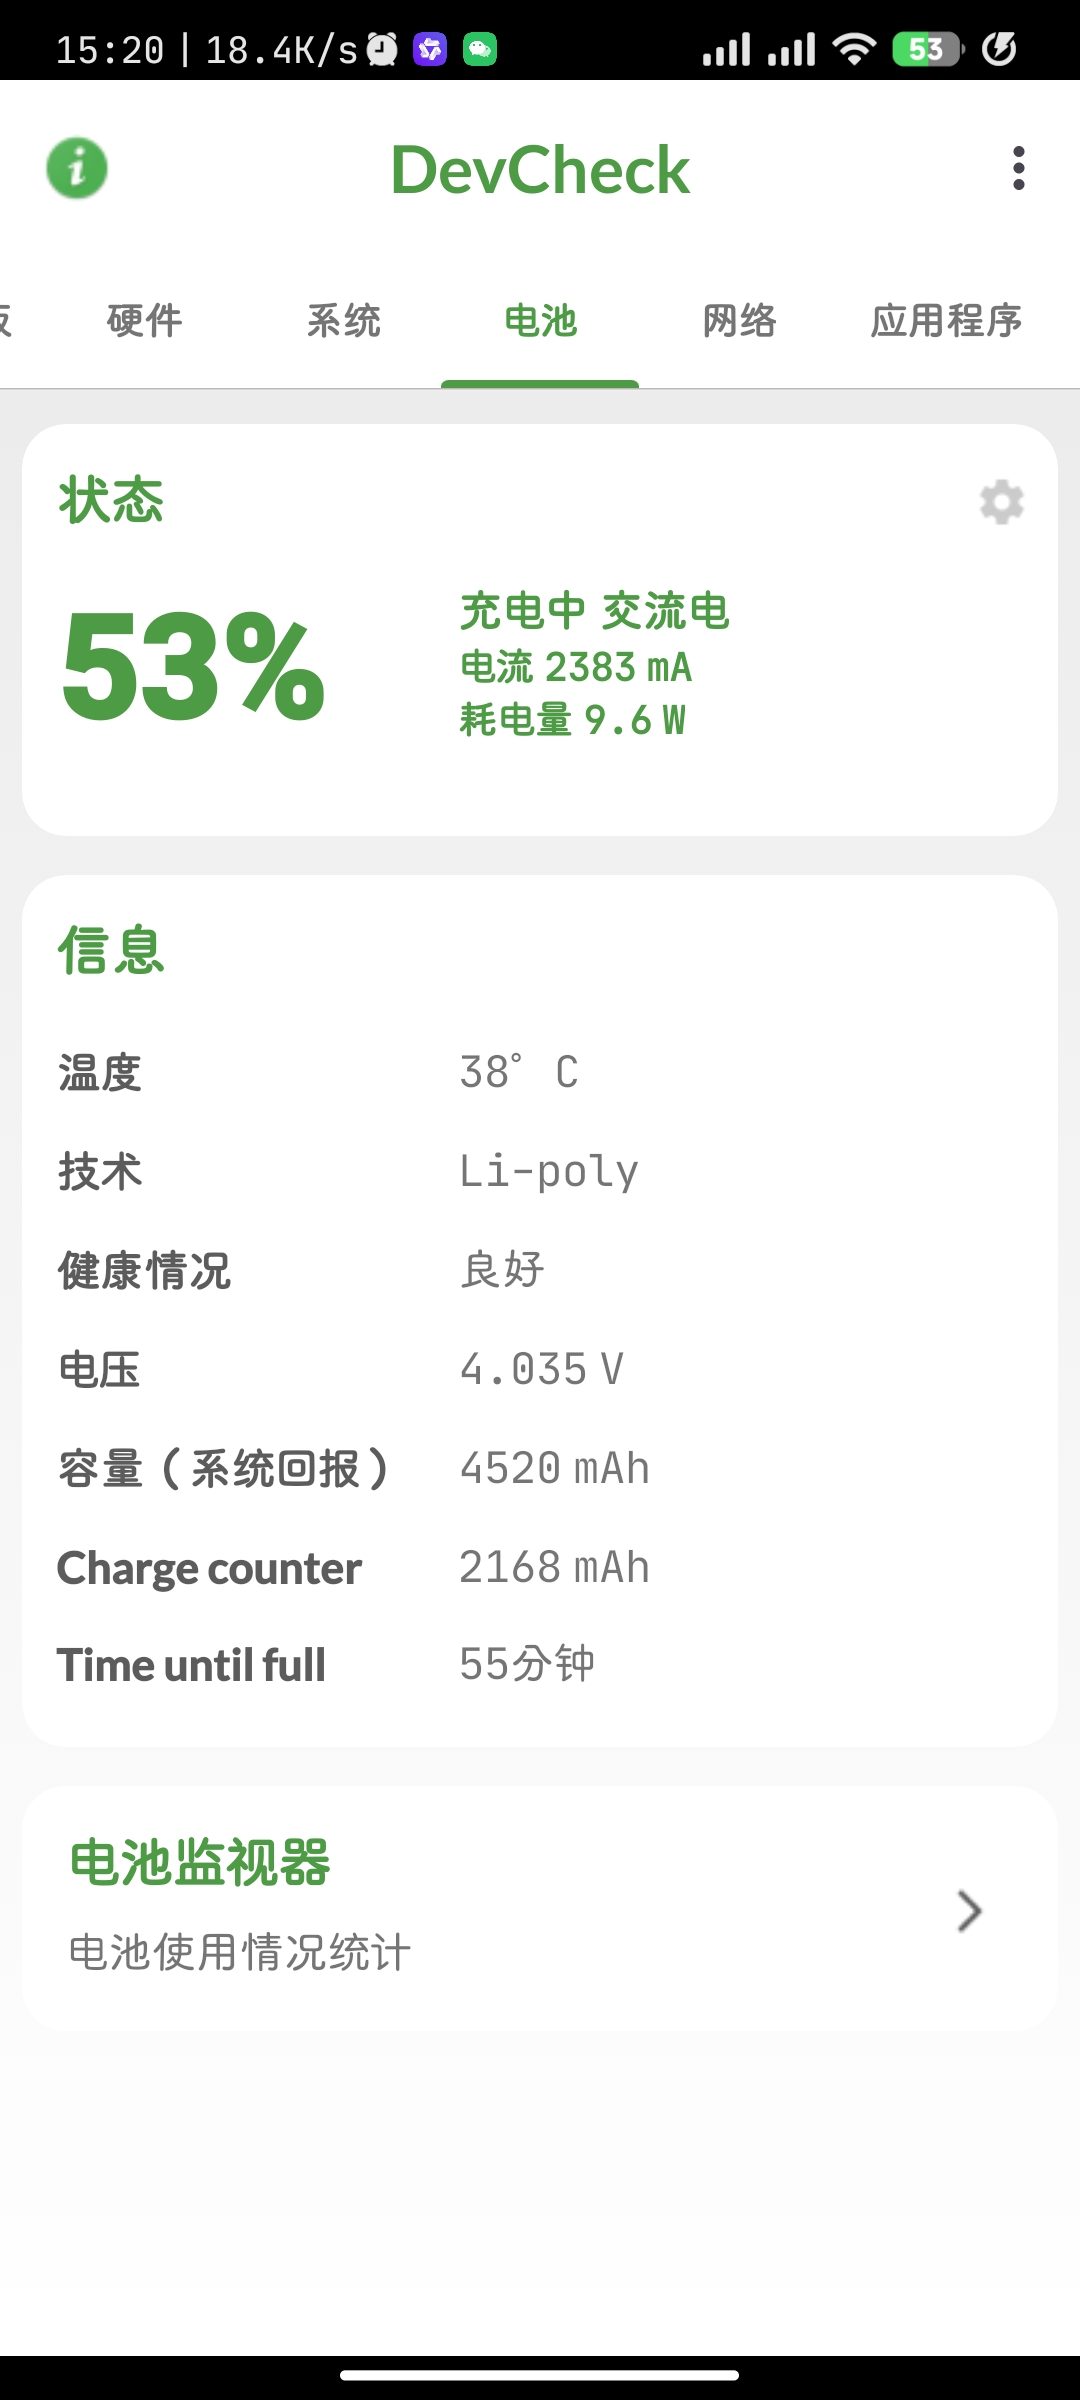 15:20 | 18.4K/s
53
DevCheck
硬件 系统 电池 网络 应用程序
状态
53%
充电中 交流电
电流 2383 mA
耗电量 9.6 W
信息
温度 38° C
技术 Li-poly
健康情况 良好
电压 4.035 V
容量（系统回报） 4520 mAh
Charge counter 2168 mAh
Time until full 55分钟
电池监视器
电池使用情况统计